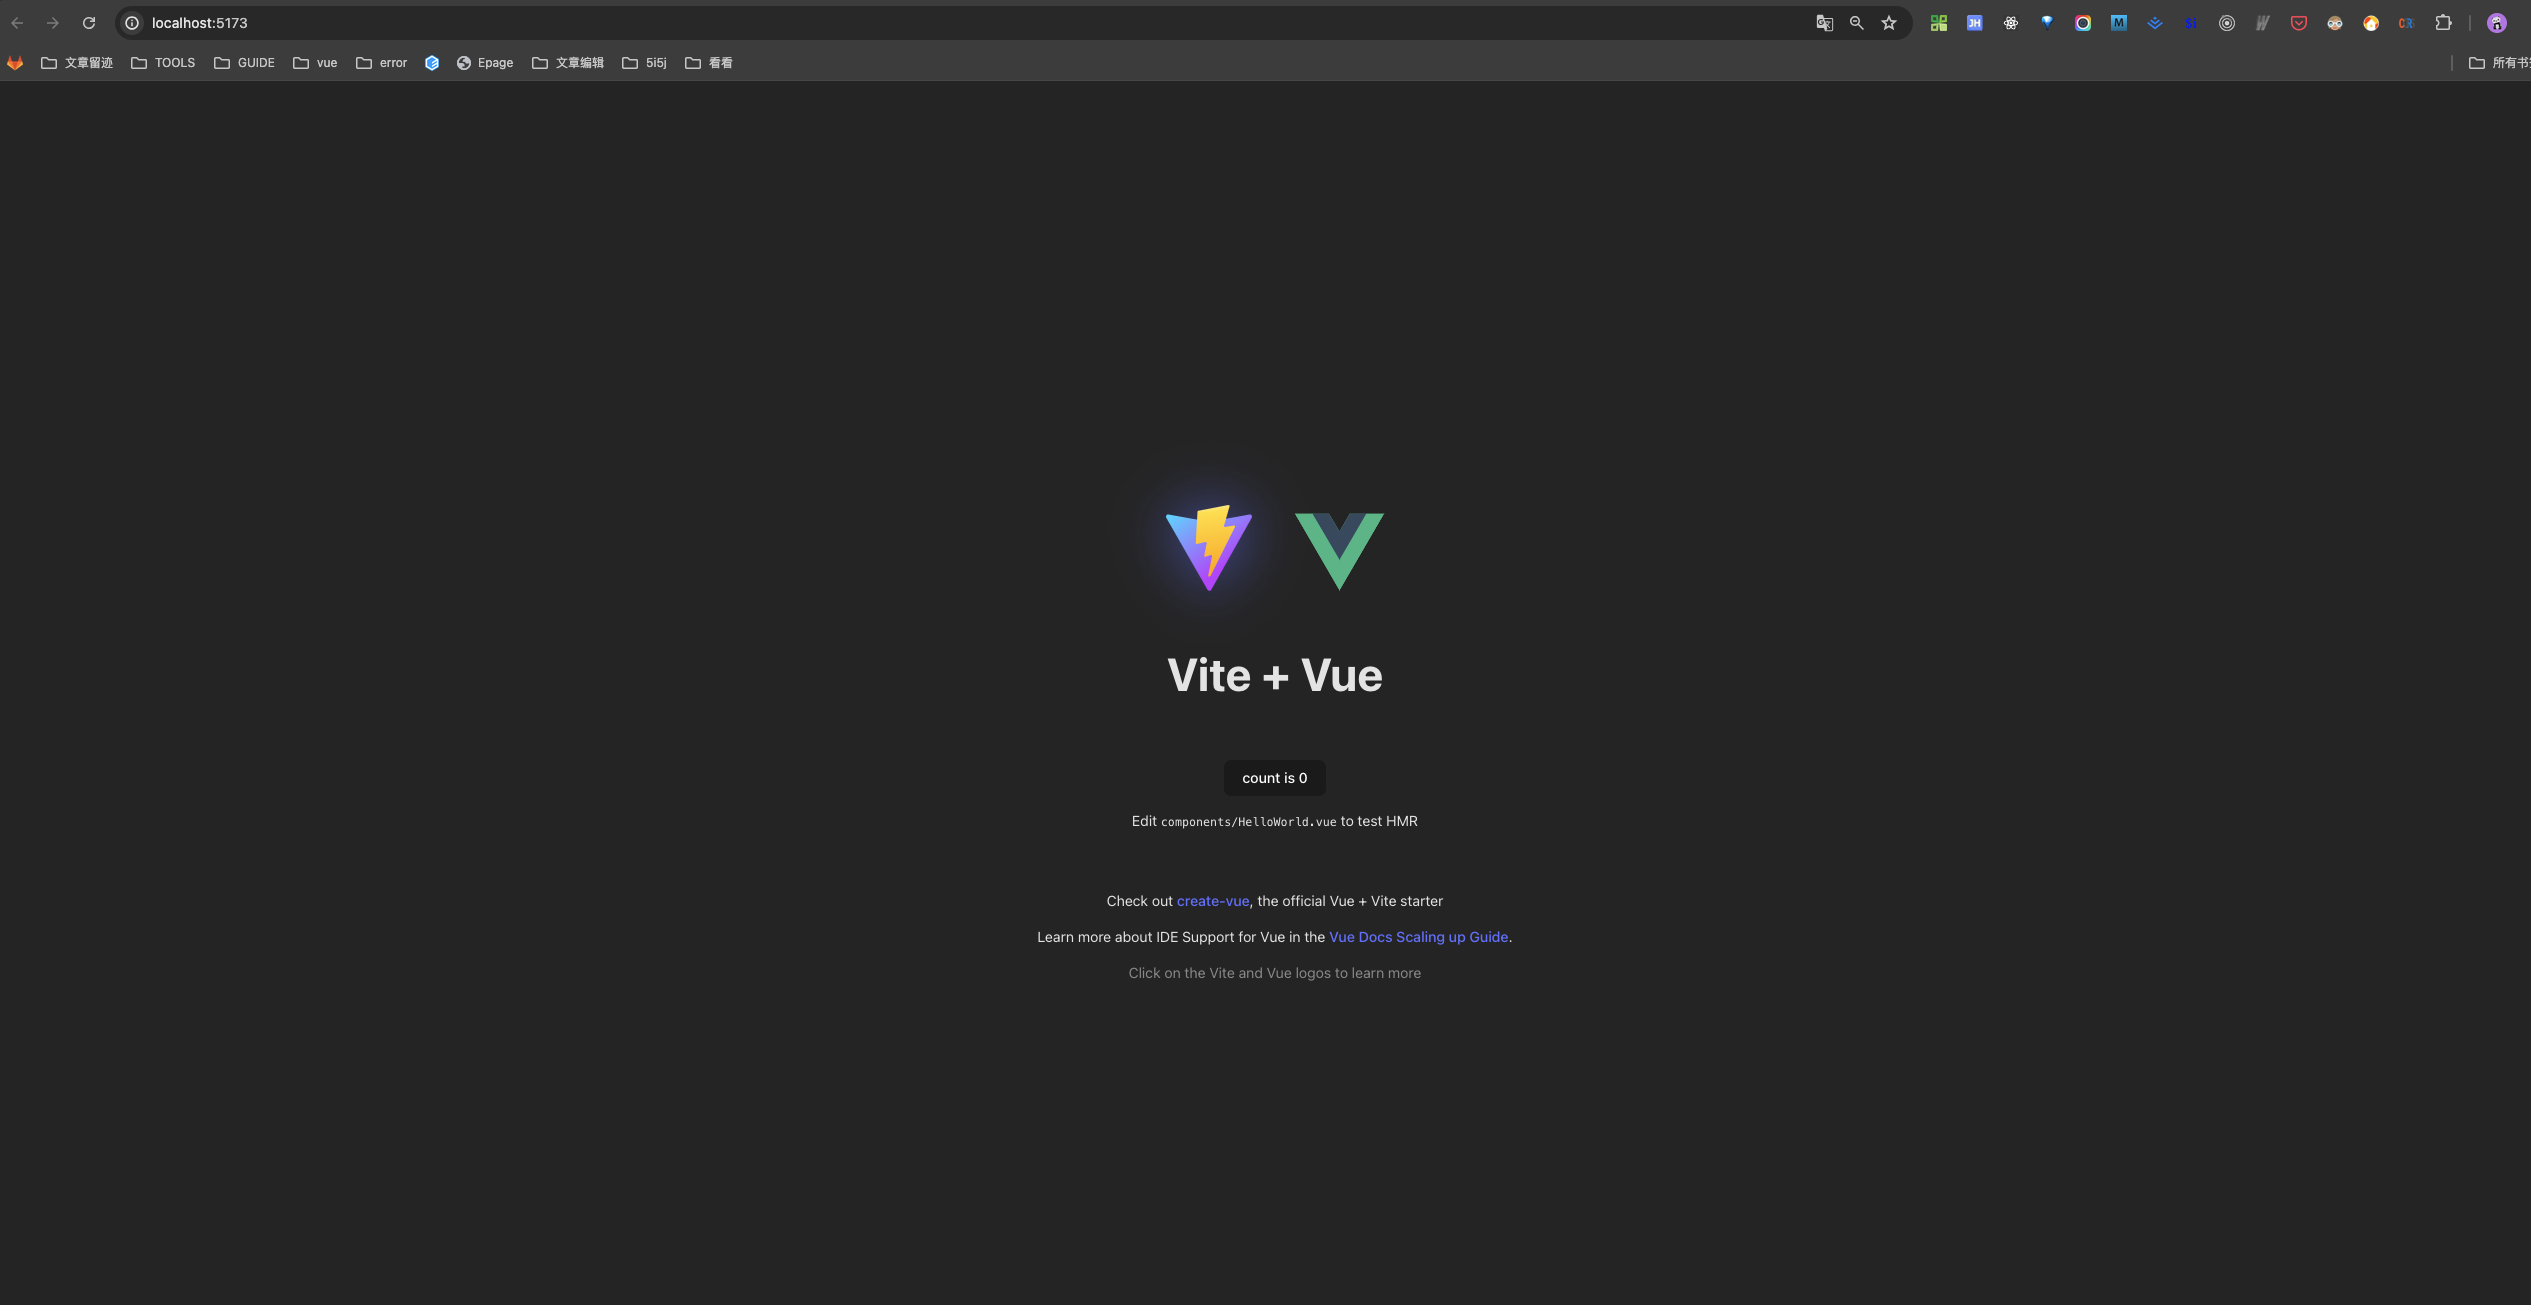 localhost:5173
文章留迹 TOOLS GUIDE vue error Epage 文章编辑 5i5j 看看 所有书
Vite + Vue
count is 0
Edit components/HelloWorld.vue to test HMR
Check out create-vue, the official Vue + Vite starter
Learn more about IDE Support for Vue in the Vue Docs Scaling up Guide.
Click on the Vite and Vue logos to learn more